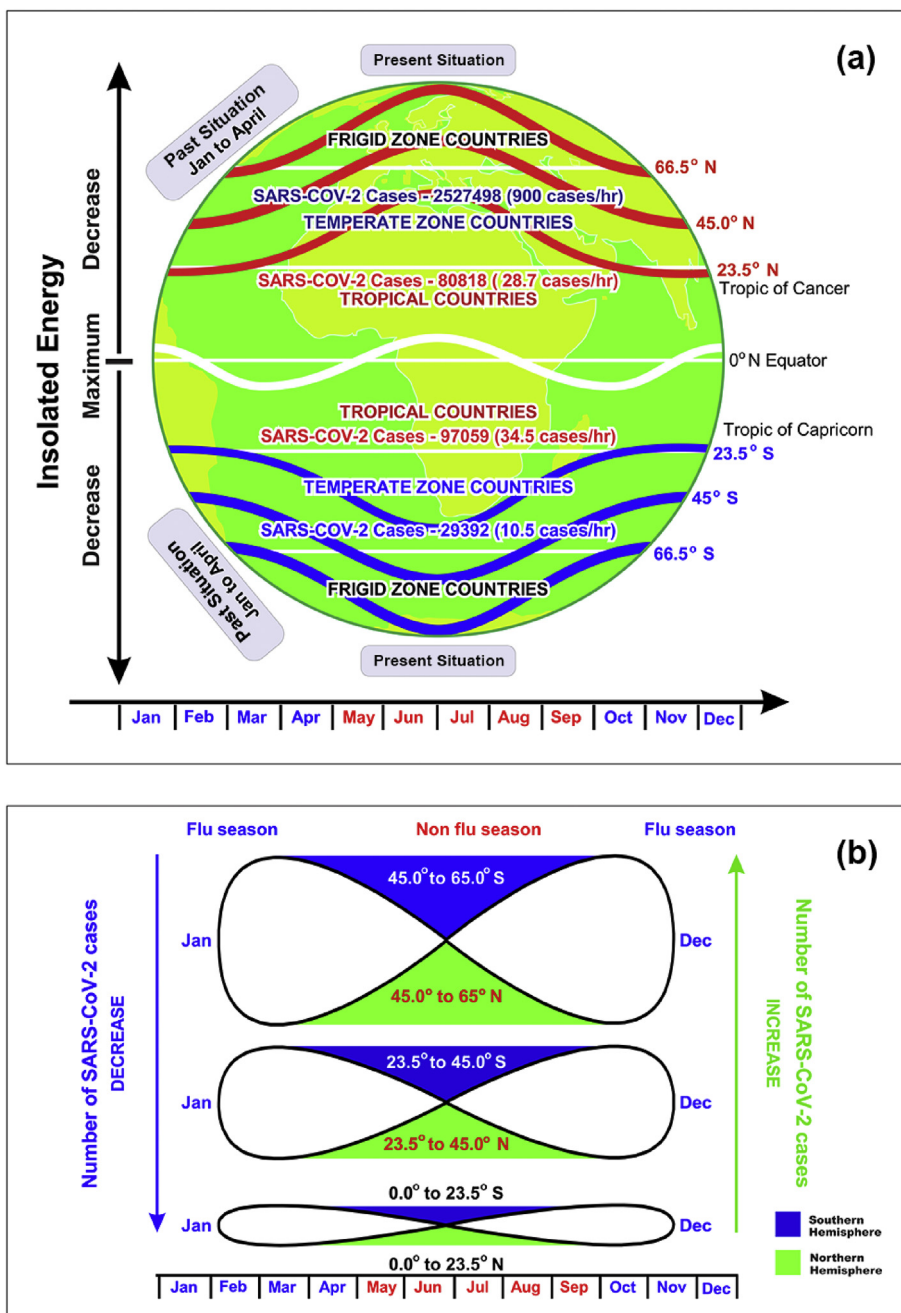 (a)
Present Situation
Past Situation
Jan to April
FRIGID ZONE COUNTRIES
66.5° N
SARS-COV-2 Cases - 2527498 (900 cases/hr)
TEMPERATE ZONE COUNTRIES
45.0° N
23.5° N
SARS-COV-2 Cases - 80818 ( 28.7 cases/hr)
Tropic of Cancer
TROPICAL COUNTRIES
Insolated Energy
Decrease
Maximum
Decrease
0° N Equator
TROPICAL COUNTRIES
SARS-COV-2 Cases - 97059 (34.5 cases/hr)
Tropic of Capricorn
23.5° S
TEMPERATE ZONE COUNTRIES
45° S
SARS-COV-2 Cases - 29392 (10.5 cases/hr)
66.5° S
FRIGID ZONE COUNTRIES
Past Situation
Jan to April
Present Situation
Jan Feb Mar Apr May Jun Jul Aug Sep Oct Nov Dec
(b)
Flu season Non flu season Flu season
Number of SARS-CoV-2 cases
DECREASE
45.0° to 65.0° S
Jan Dec
45.0° to 65° N
23.5° to 45.0° S
Jan Dec
23.5° to 45.0° N
0.0° to 23.5° S
Jan Dec
0.0° to 23.5° N
Number of SARS-CoV-2 cases
INCREASE
Southern
Hemisphere
Northern
Hemisphere
Jan Feb Mar Apr May Jun Jul Aug Sep Oct Nov Dec